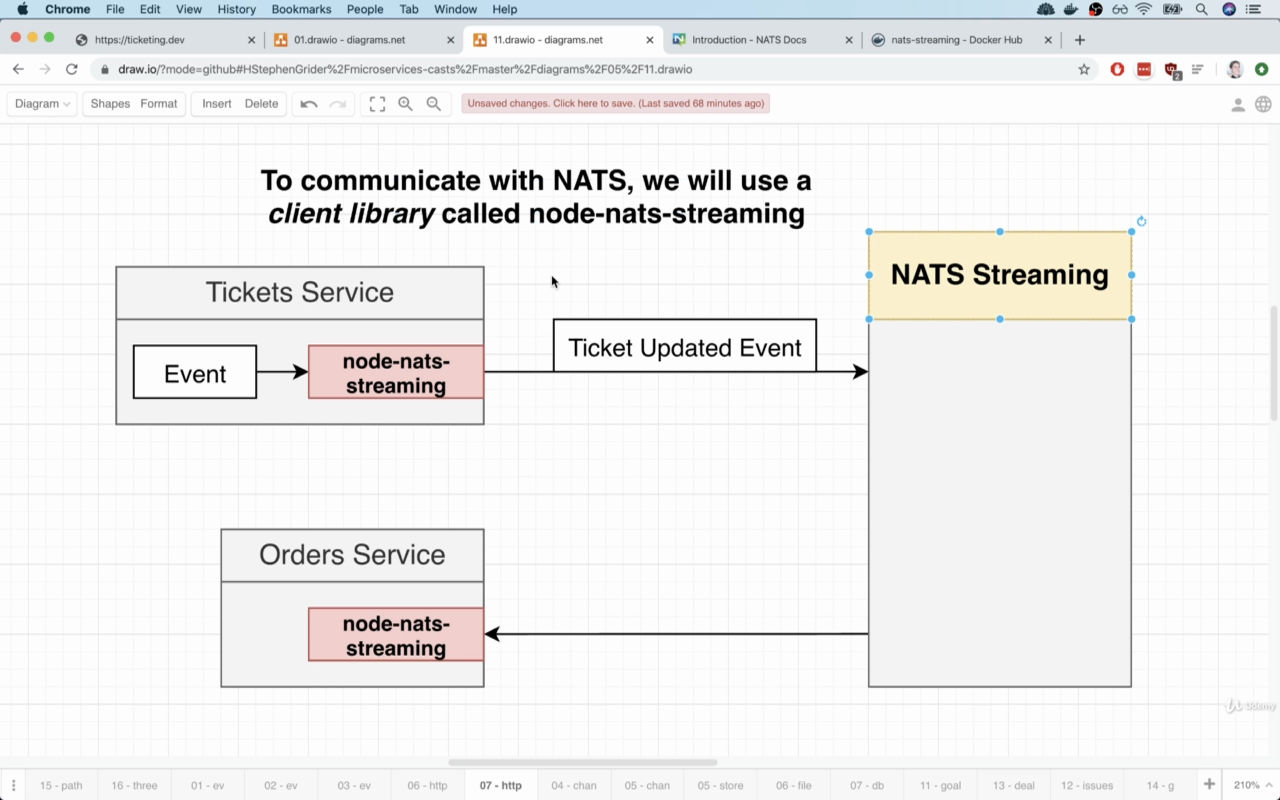 Chrome File Edit View History Bookmarks People Tab Window Help
https://ticketing.dev 01.drawio - diagrams.net 11.drawio - diagrams.net Introduction - NATS Docs nats-streaming - Docker Hub
draw.io/?mode=github#HStephenGrider%2Fmicroservices-casts%2Fmaster%2Fdiagrams%2F05%2F11.drawio
Diagram Shapes Format Insert Delete Unsaved changes. Click here to save. (Last saved 68 minutes ago)
To communicate with NATS, we will use a
client library called node-nats-streaming
NATS Streaming
Tickets Service
Ticket Updated Event
Event
node-nats-
streaming
Orders Service
node-nats-
streaming
Udemy
15 - path 16 - three 01 - ev 02 - ev 03 - ev 06 - http 07 - http 04 - chan 05 - chan 05 - store 06 - file 07 - db 11 - goal 13 - deal 12 - issues 14 - g 210%